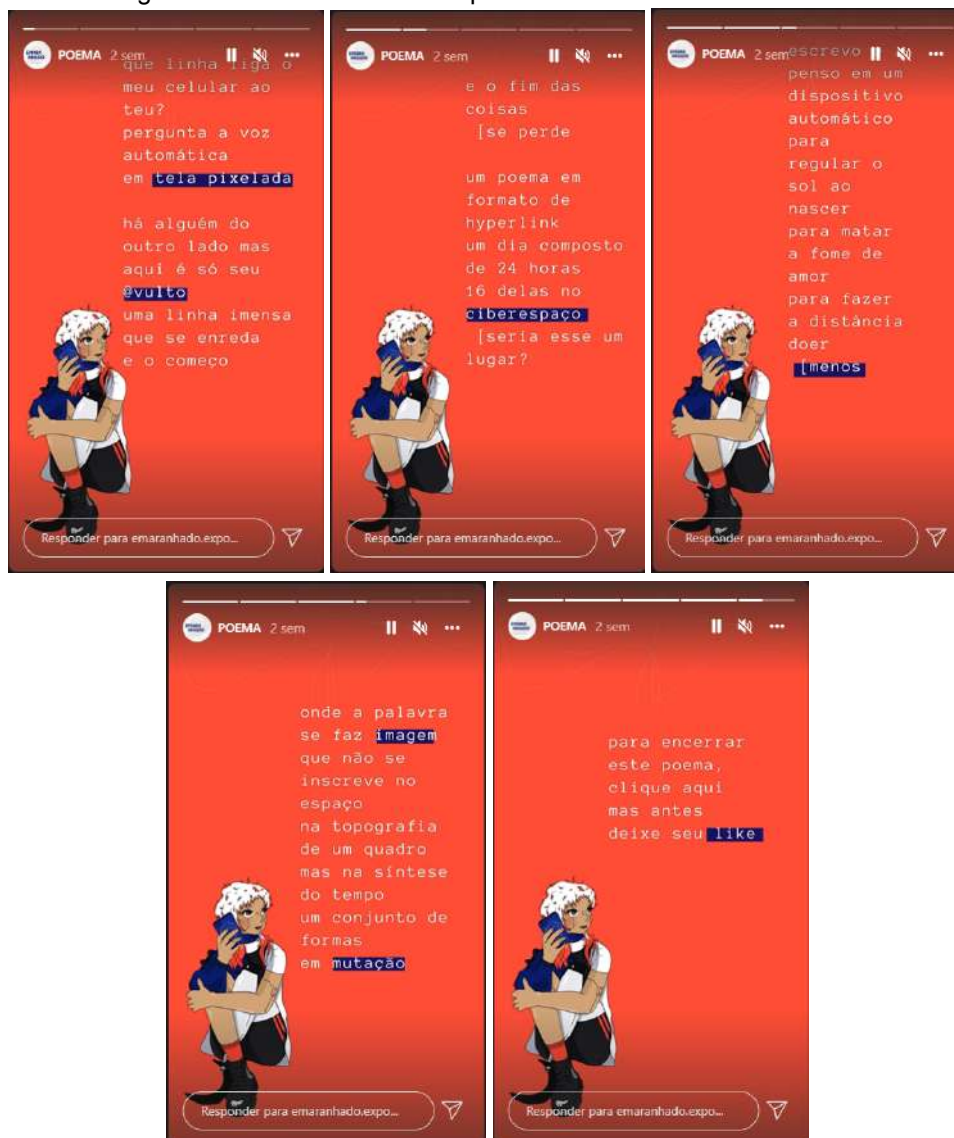 POEMA 2 sem
que linha liga o
meu celular ao
teu?
pergunta a voz
automática
em tela pixelada
há alguém do
outro lado mas
aqui é só seu
@vulto
uma linha imensa
que se enreda
e o começo
Responder para emaranhado.expo...
POEMA 2 sem
e o fim das
coisas
[se perde
um poema em
formato de
hyperlink
um dia composto
de 24 horas
16 delas no
ciberespaço
[seria esse um
lugar?
Responder para emaranhado.expo...
POEMA 2 sem
escrevo
penso em um
dispositivo
automático
para
regular o
sol ao
nascer
para matar
a fome de
amor
para fazer
a distância
doer
[menos
Responder para emaranhado.expo...
POEMA 2 sem
onde a palavra
se faz imagem
que não se
inscreve no
espaço
na topografia
de um quadro
mas na síntese
do tempo
um conjunto de
formas
em mutação
Responder para emaranhado.expo...
POEMA 2 sem
para encerrar
este poema,
clique aqui
mas antes
deixe seu like
Responder para emaranhado.expo...